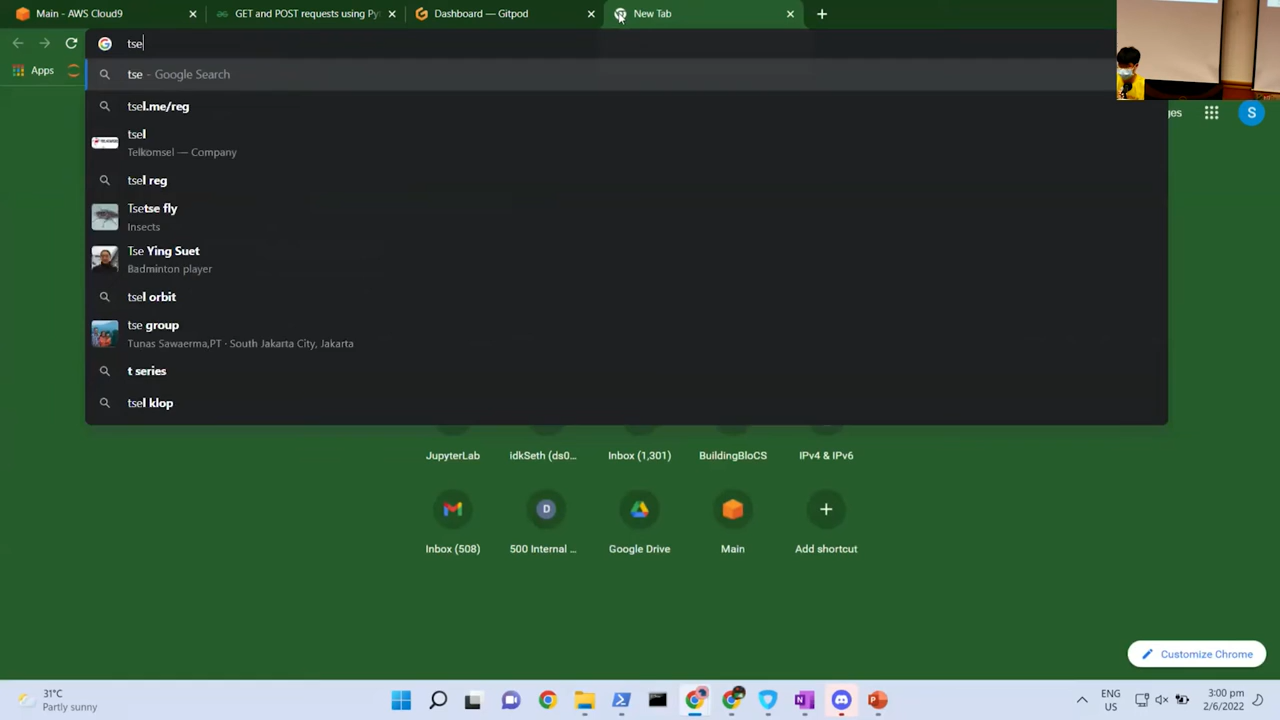 Main - AWS Cloud9
GET and POST requests using Pyt
Dashboard — Gitpod
New Tab
tse
Apps
tse - Google Search
tsel.me/reg
tsel
Telkomsel — Company
tsel reg
Tsetse fly
Insects
Tse Ying Suet
Badminton player
tsel orbit
tse group
Tunas Sawaerma,PT · South Jakarta City, Jakarta
t series
tsel klop
ges
S
JupyterLab
idkSeth (ds0...
Inbox (1,301)
BuildingBloCS
IPv4 & IPv6
D
Inbox (508)
500 Internal ...
Google Drive
Main
Add shortcut
Customize Chrome
31°C
Partly sunny
ENG
US
3:00 pm
2/6/2022